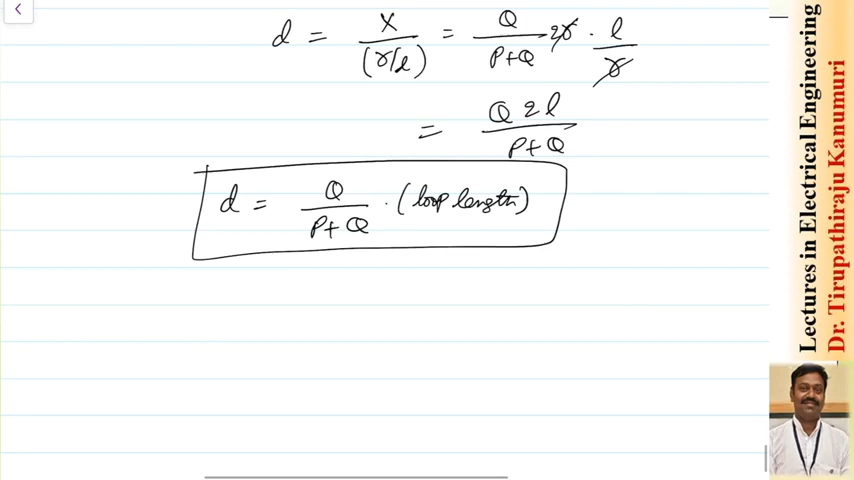 d = X/(r/l) = Q/(P+Q) 2r · l/r
= Q 2l/(P+Q)
d = Q/(P+Q) · (loop length)
Lectures in Electrical Engineering
Dr. Tirupathiraju Kanumuri